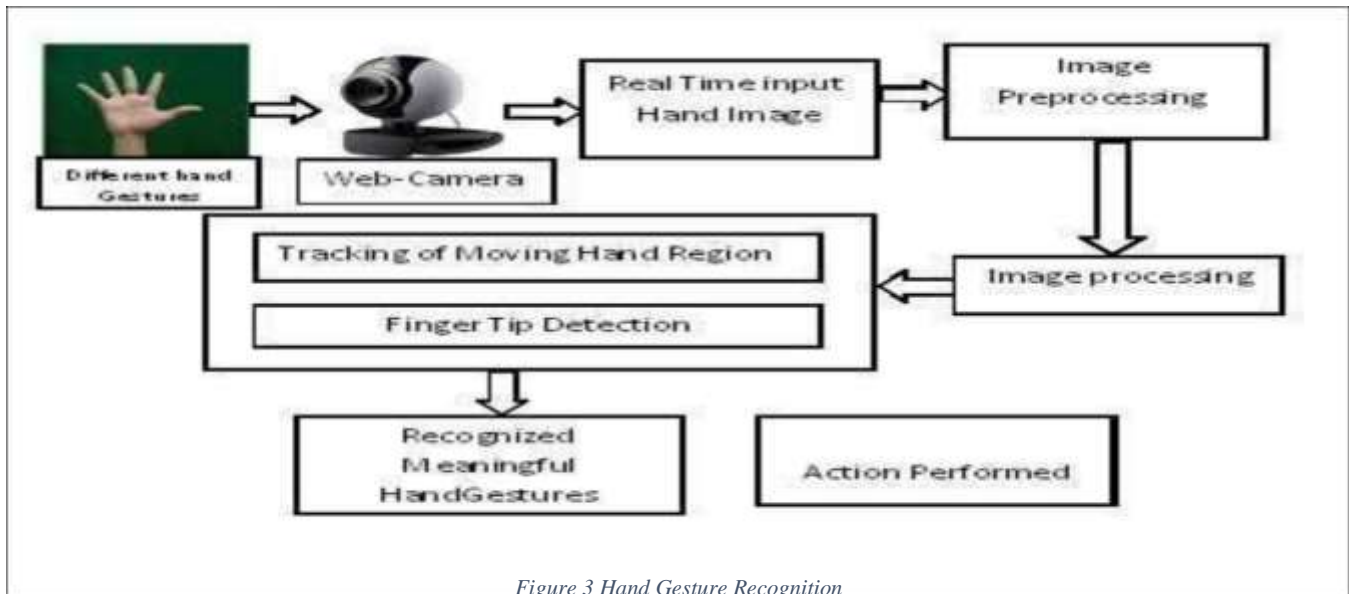 Different hand
Gestures
Web-Camera
Real Time input
Hand Image
Image
Preprocessing
Image processing
Tracking of Moving Hand Region
Finger Tip Detection
Recognized
Meaningful
HandGestures
Action Performed
Figure 3 Hand Gesture Recognition